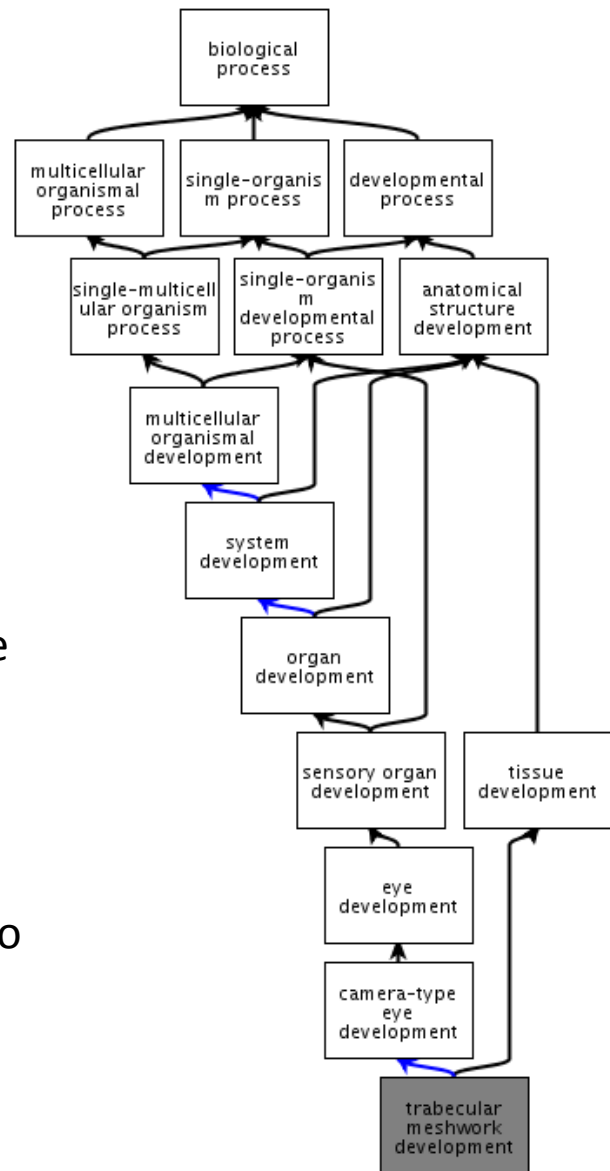 biological
process
multicellular
organismal
process
single-organis
m process
developmental
process
single-multicell
ular organism
process
single-organis
m
developmental
process
anatomical
structure
development
multicellular
organismal
development
system
development
e
organ
development
sensory organ
development
tissue
development
eye
development
o
camera-type
eye
development
trabecular
meshwork
development